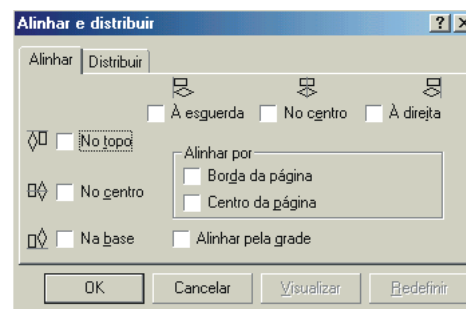 Alinhar e distribuir
Alinhar Distribuir
À esguerda No centro À direita
No topo
Alinhar por
Borda da página
No centro
Centro da página
Na base Alinhar pela grade
OK Cancelar Visualizar Redefinir